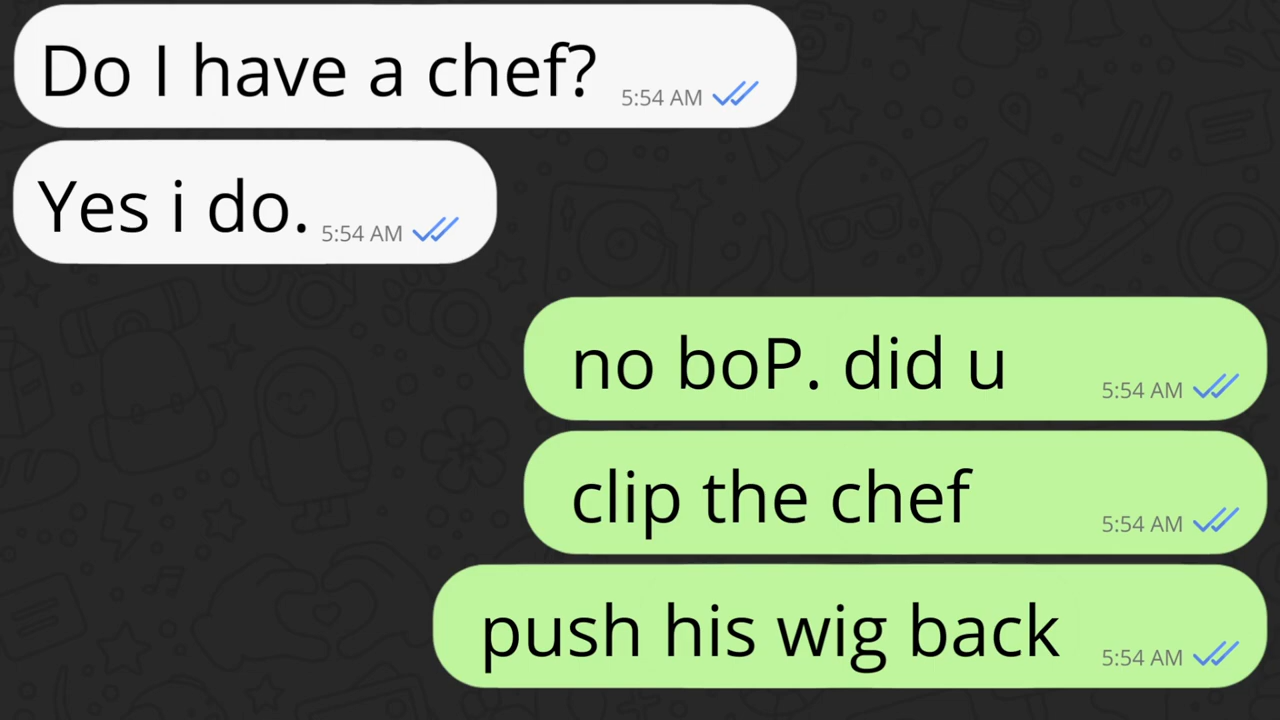 Do I have a chef? 5:54 AM
Yes i do. 5:54 AM
no boP. did u 5:54 AM
clip the chef 5:54 AM
push his wig back 5:54 AM